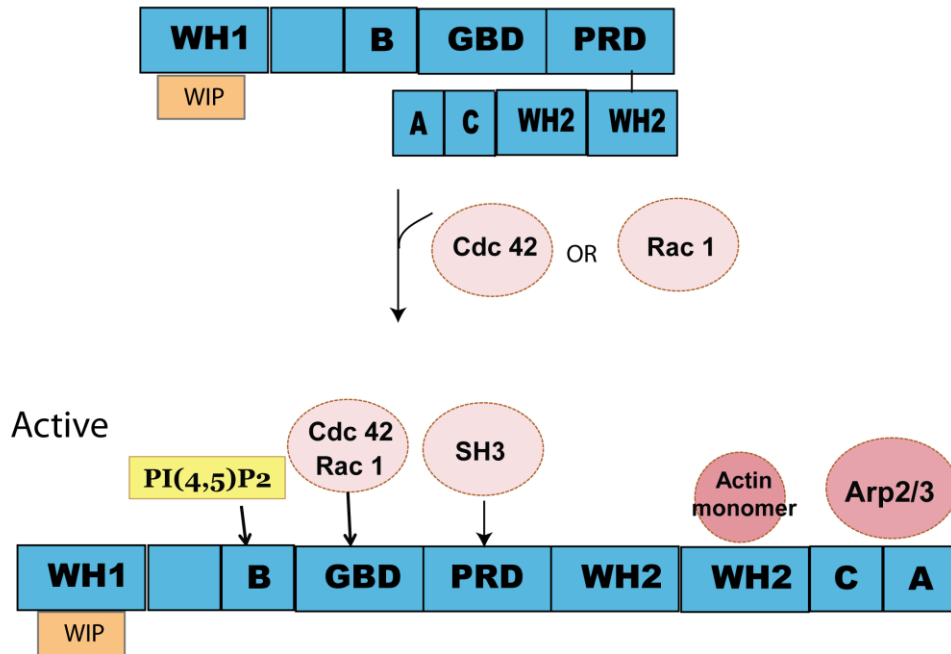 WH1 B GBD PRD
WIP
A C WH2 WH2
Cdc 42 OR Rac 1
Active
Cdc 42
Rac 1
SH3
PI(4,5)P2
Actin
monomer
Arp2/3
WH1 B GBD PRD WH2 WH2 C A
WIP